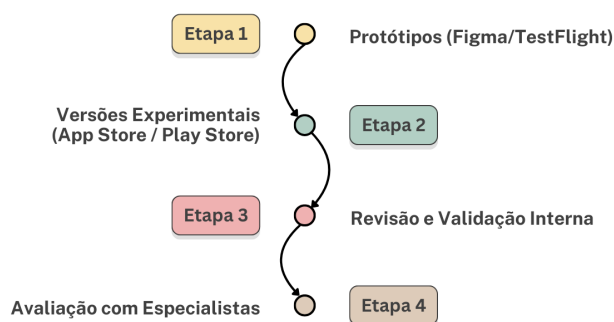 Etapa 1
Protótipos (Figma/TestFlight)
Versões Experimentais
(App Store / Play Store)
Etapa 2
Etapa 3
Revisão e Validação Interna
Avaliação com Especialistas
Etapa 4